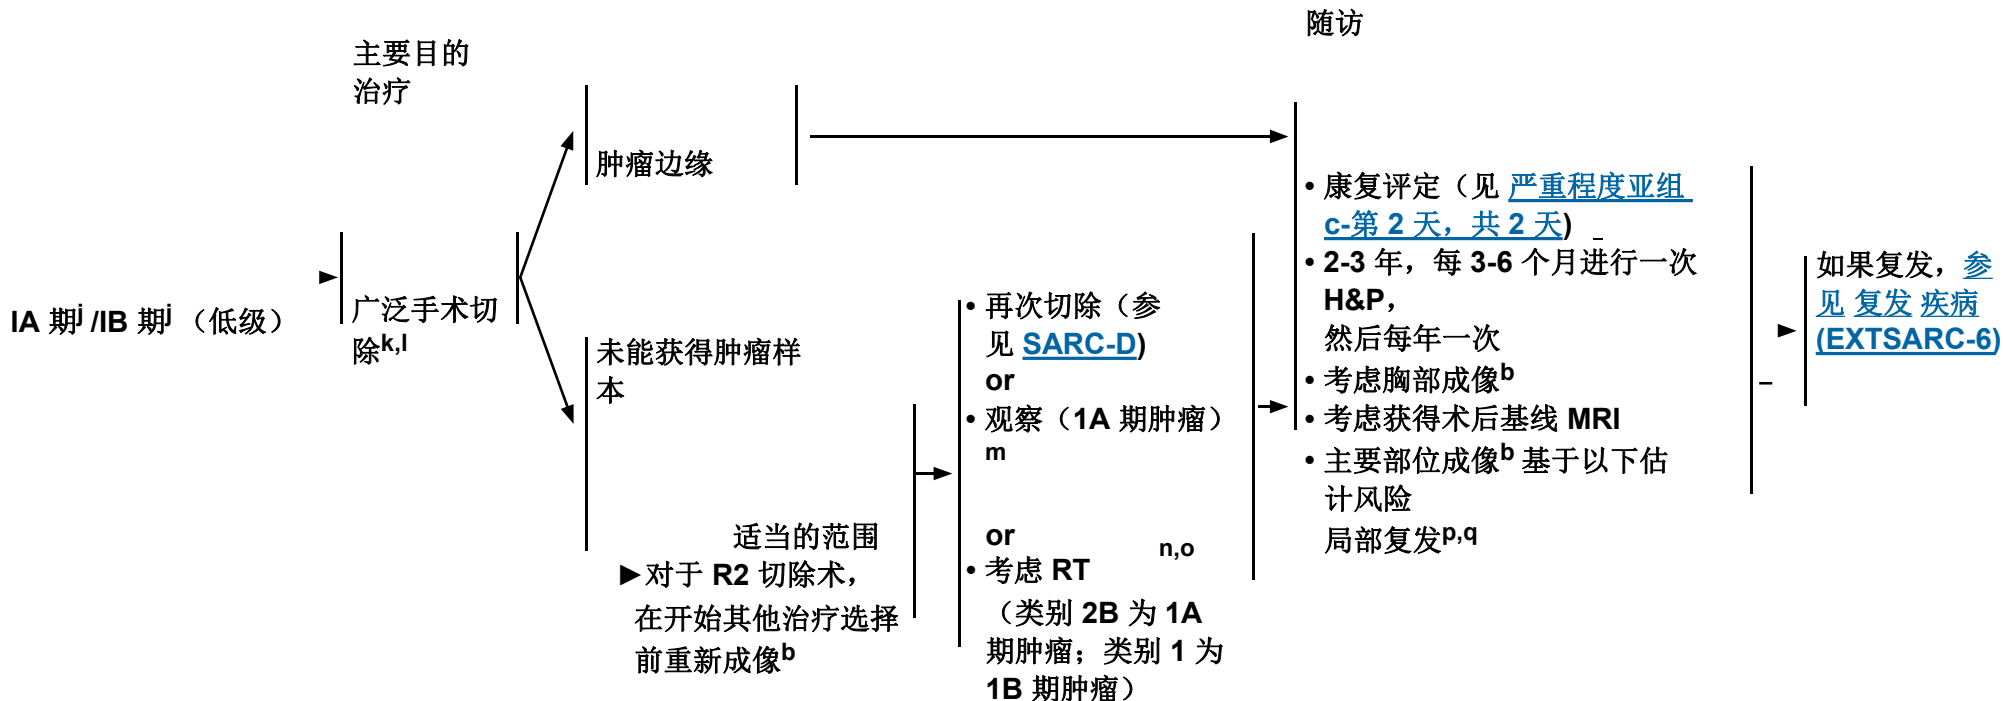 随访
主要目的
治疗
肿瘤边缘
IA 期j /IB 期j （低级）
广泛手术切
除k,l
未能获得肿瘤样
本
适当的范围
►对于 R2 切除术，
在开始其他治疗选择
前重新成像b
• 再次切除（参
见 SARC-D)
or
• 观察（1A 期肿瘤）
m
or
n,o
• 考虑 RT
（类别 2B 为 1A
期肿瘤；类别 1 为
1B 期肿瘤）
• 康复评定（见 严重程度亚组
c-第 2 天，共 2 天)
• 2-3 年，每 3-6 个月进行一次
H&P，
然后每年一次
• 考虑胸部成像b
• 考虑获得术后基线 MRI
• 主要部位成像b 基于以下估
计风险
局部复发p,q
如果复发，参
见 复发 疾病
(EXTSARC-6)